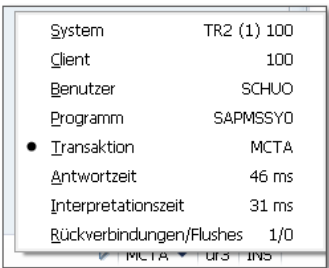 System TR2 (1) 100
Client 100
Benutzer SCHUO
Programm SAPMSSY0
Transaktion MCTA
Antwortzeit 46 ms
Interpretationszeit 31 ms
Rückverbindungen/Flushes 1/0
MCTA ur3 INS